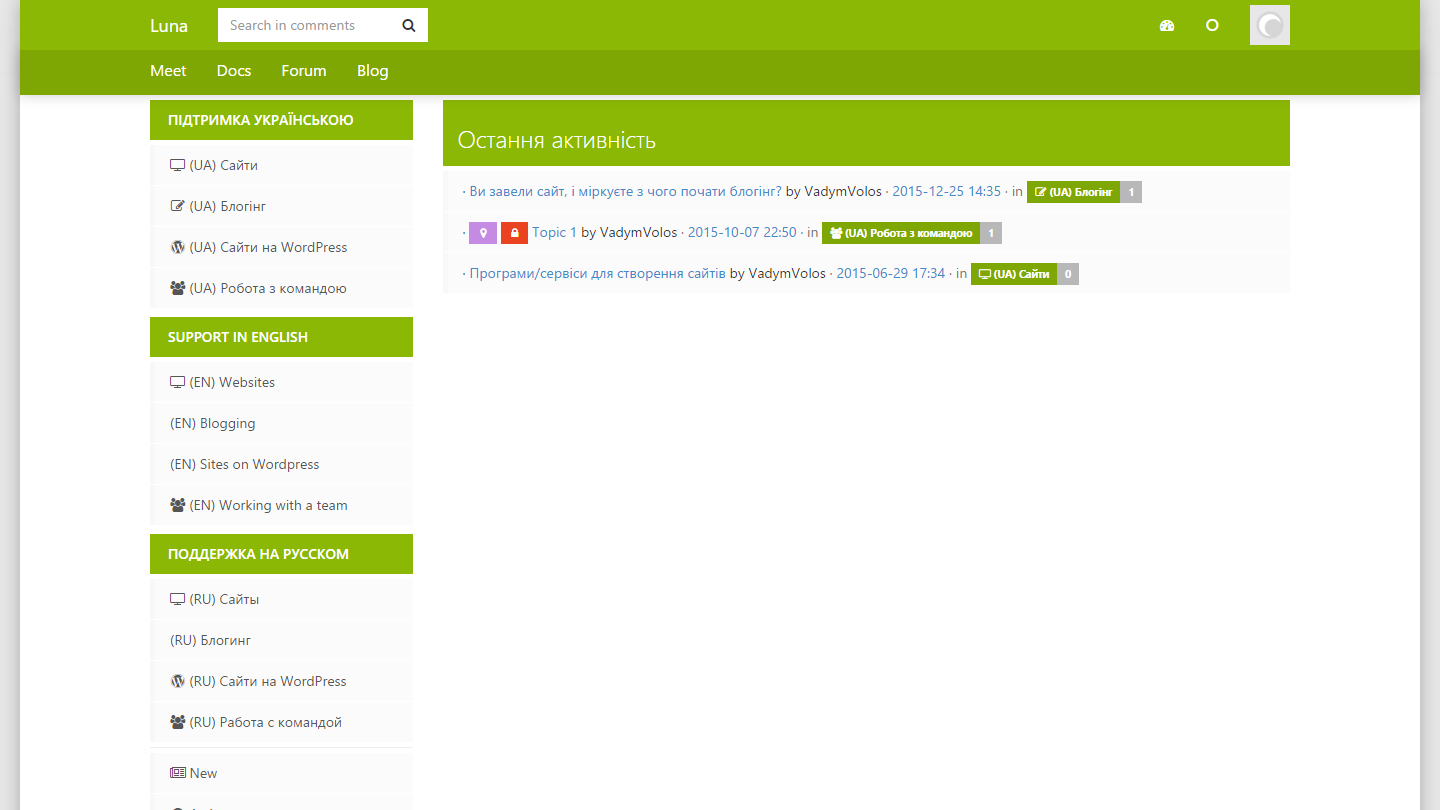 Luna
Search in comments
Meet Docs Forum Blog
ПІДТРИМКА УКРАЇНСЬКОЮ
(UA) Сайти
(UA) Блогінг
(UA) Сайти на WordPress
(UA) Робота з командою
SUPPORT IN ENGLISH
(EN) Websites
(EN) Blogging
(EN) Sites on Wordpress
(EN) Working with a team
ПОДДЕРЖКА НА РУССКОМ
(RU) Сайты
(RU) Блогинг
(RU) Сайти на WordPress
(RU) Работа с командой
New
Остання активність
· Ви завели сайт, і міркуєте з чого почати блогінг? by VadymVolos · 2015-12-25 14:35 · in (UA) Блогінг 1
· Topic 1 by VadymVolos · 2015-10-07 22:50 · in (UA) Робота з командою 1
· Програми/сервіси для створення сайтів by VadymVolos · 2015-06-29 17:34 · in (UA) Сайти 0